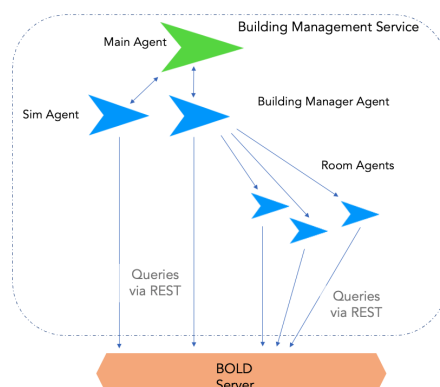 Building Management Service
Main Agent
Sim Agent
Building Manager Agent
Room Agents
Queries
via REST
Queries
via REST
BOLD
Server